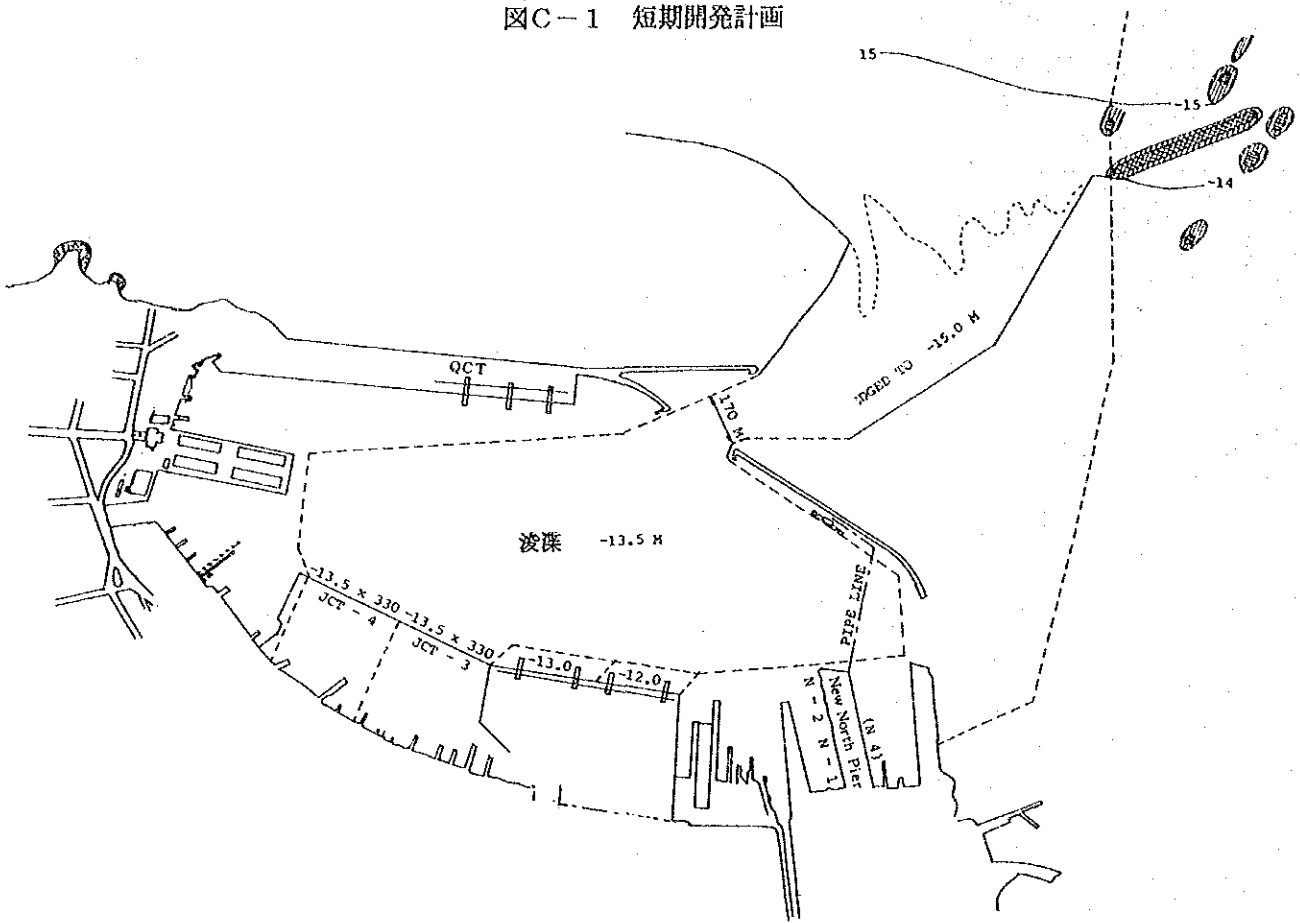 図C－1 短期開発計画
15
-15
-14
QCT
170 M
-15.0 M
TO
浚渫 -13.5 M
-13.5 x 330
-13.5 x 330
JCT - 4
JCT - 3
-13.0
-12.0
PIPE LINE
N - 2
N - 1
New North Pier
(N 4)